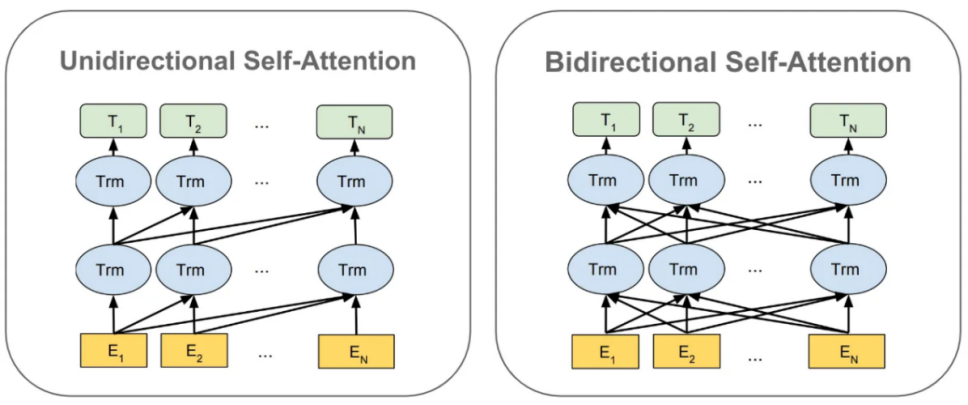 Unidirectional Self-Attention
T1 T2 ... TN
Trm Trm ... Trm
Trm Trm ... Trm
E1 E2 ... EN
Bidirectional Self-Attention
T1 T2 ... TN
Trm Trm ... Trm
Trm Trm ... Trm
E1 E2 ... EN